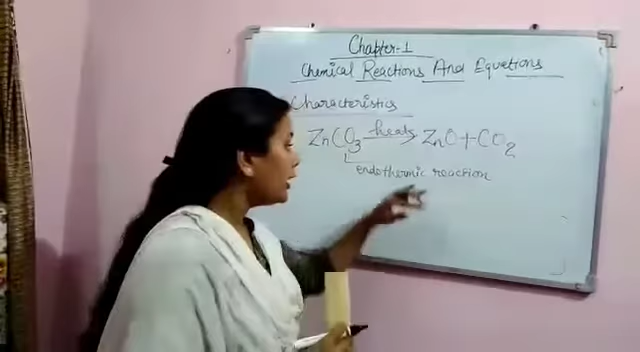 Chapter-1
Chemical Reactions And Equations
Characteristics
ZnCO3 heats→ ZnO+CO2
endothermic reaction